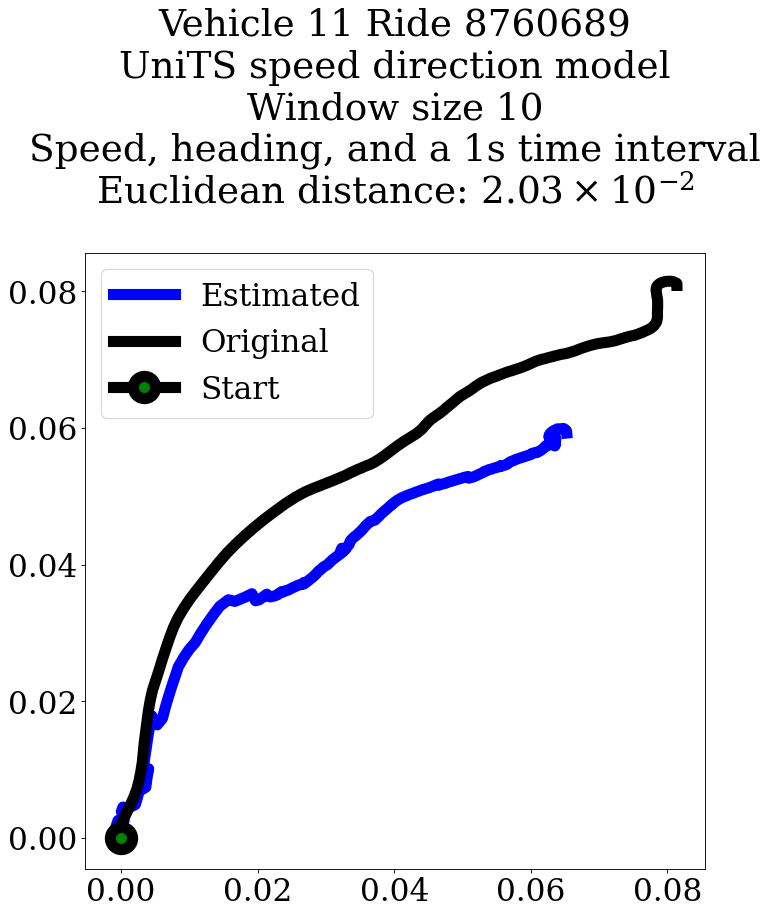 Vehicle 11 Ride 8760689
UniTS speed direction model
Window size 10
Speed, heading, and a 1s time interval
Euclidean distance: 2.03 × 10⁻²
Estimated
Original
Start
0.08
0.06
0.04
0.02
0.00
0.00 0.02 0.04 0.06 0.08